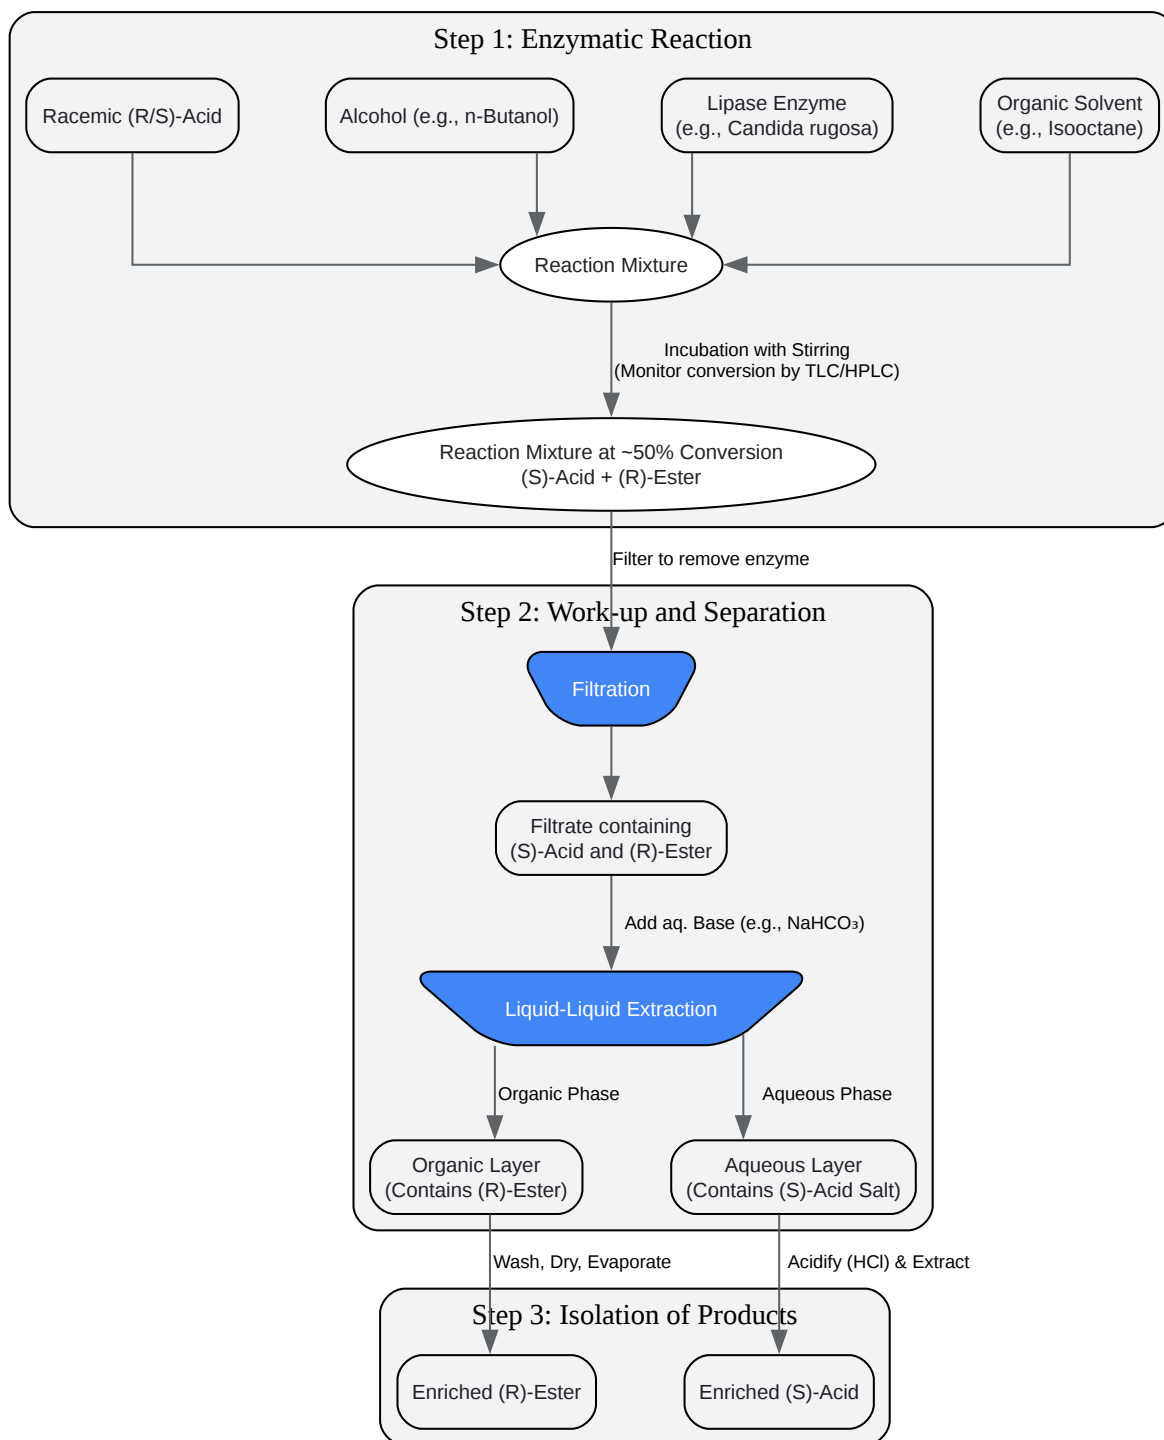 Step 1: Enzymatic Reaction
Racemic (R/S)-Acid
Alcohol (e.g., n-Butanol)
Lipase Enzyme
(e.g., Candida rugosa)
Organic Solvent
(e.g., Isooctane)
Reaction Mixture
Incubation with Stirring
(Monitor conversion by TLC/HPLC)
Reaction Mixture at ~50% Conversion
(S)-Acid + (R)-Ester
Filter to remove enzyme
Step 2: Work-up and Separation
Filtration
Filtrate containing
(S)-Acid and (R)-Ester
Add aq. Base (e.g., NaHCO₃)
Liquid-Liquid Extraction
Organic Phase
Aqueous Phase
Organic Layer
(Contains (R)-Ester)
Aqueous Layer
(Contains (S)-Acid Salt)
Wash, Dry, Evaporate
Acidify (HCl) & Extract
Step 3: Isolation of Products
Enriched (R)-Ester
Enriched (S)-Acid